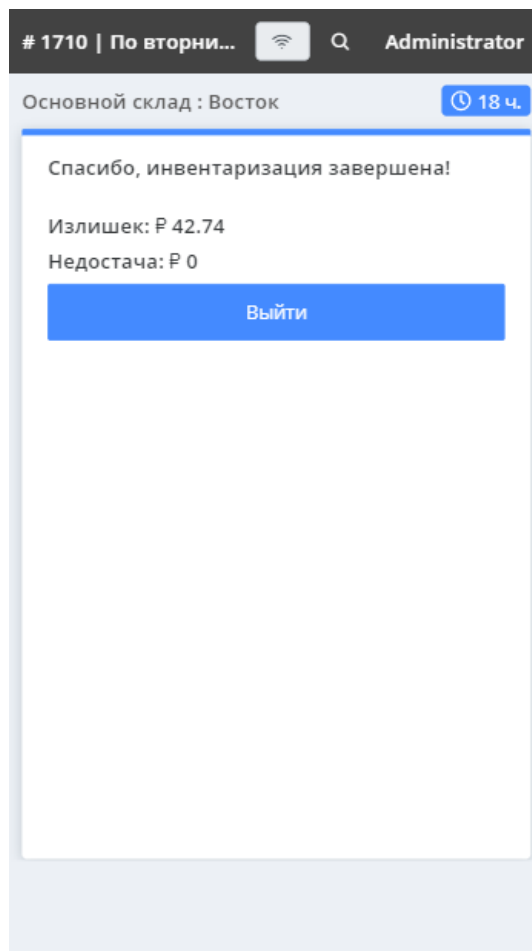 # 1710 | По вторни... Administrator
Основной склад : Восток 18 ч.
Спасибо, инвентаризация завершена!
Излишек: ₽ 42.74
Недостача: ₽ 0
Выйти